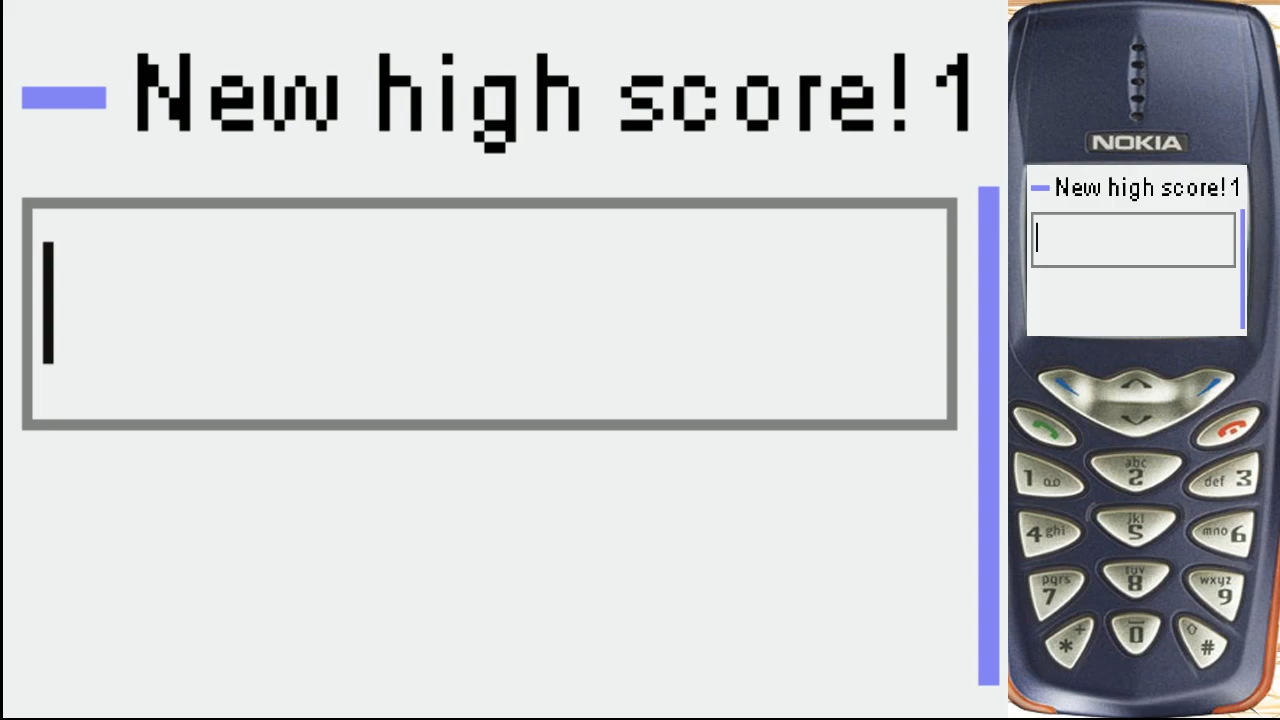 New high score! 1
NOKIA
New high score! 1
1
abc
2
def 3
4 ghi
jkl
5
mno 6
pqrs
7
tuv
8
wxyz
9
* +
0
#